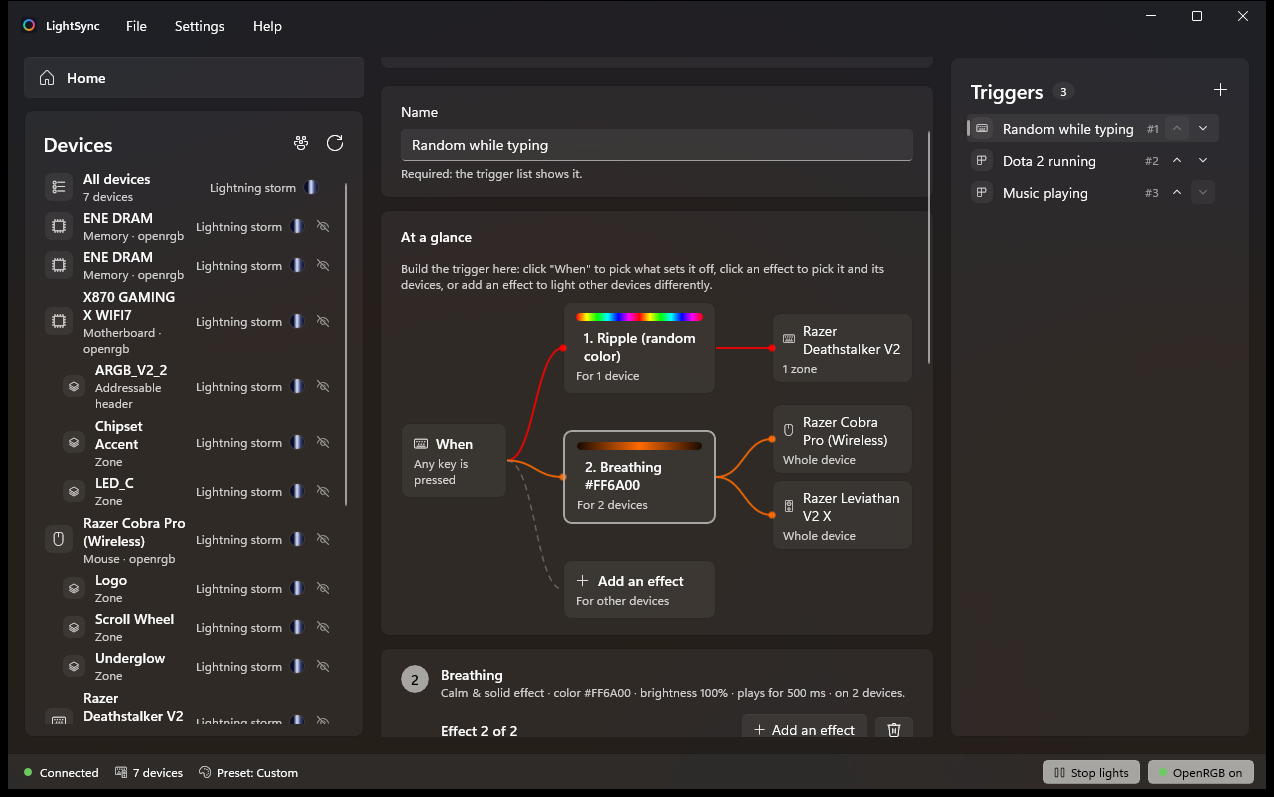 LightSync File Settings Help
Home
Devices
All devices
7 devices
Lightning storm
ENE DRAM
Memory · openrgb
Lightning storm
ENE DRAM
Memory · openrgb
Lightning storm
X870 GAMING
X WIFI7
Motherboard ·
openrgb
Lightning storm
ARGB_V2_2
Addressable
header
Lightning storm
Chipset
Accent
Zone
Lightning storm
LED_C
Zone
Lightning storm
Razer Cobra Pro
(Wireless)
Mouse · openrgb
Lightning storm
Logo
Zone
Lightning storm
Scroll Wheel
Zone
Lightning storm
Underglow
Zone
Lightning storm
Razer
Deathstalker V2
Lightning storm
Name
Random while typing
Required: the trigger list shows it.
At a glance
Build the trigger here: click "When" to pick what sets it off, click an effect to pick it and its
devices, or add an effect to light other devices differently.
When
Any key is
pressed
1. Ripple (random
color)
For 1 device
Razer
Deathstalker V2
1 zone
2. Breathing
#FF6A00
For 2 devices
Razer Cobra
Pro (Wireless)
Whole device
Razer Leviathan
V2 X
Whole device
Add an effect
For other devices
2
Breathing
Calm & solid effect · color #FF6A00 · brightness 100% · plays for 500 ms · on 2 devices.
Effect 2 of 2
Add an effect
Triggers 3
Random while typing #1
Dota 2 running #2
Music playing #3
Connected 7 devices Preset: Custom
Stop lights
OpenRGB on